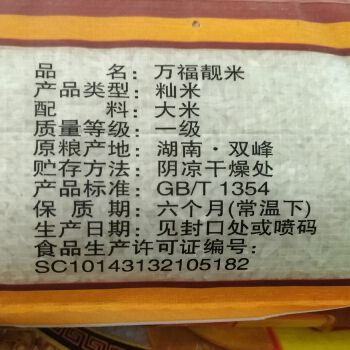 品名：万福靓米
产品类型：籼米
配料：大米
质量等级：一级
原粮产地：湖南·双峰
贮存方法：阴凉干燥处
产品标准：GB/T 1354
保质期：六个月(常温下)
生产日期：见封口处或喷码
食品生产许可证编号：
SC10143132105182